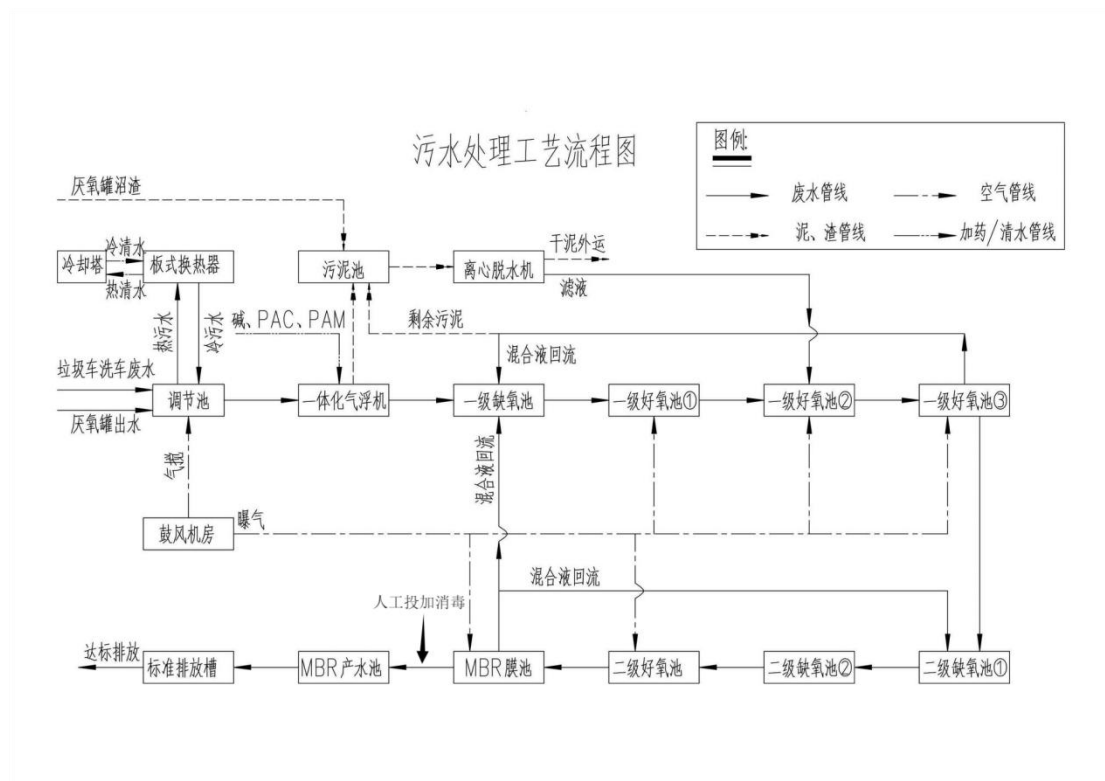 污水处理工艺流程图
图例:
废水管线
空气管线
泥、渣管线
加药/清水管线
厌氧罐沼渣
冷清水
冷却塔
热清水
板式换热器
污泥池
离心脱水机
干泥外运
滤液
热污水
冷污水
碱、PAC、PAM
剩余污泥
混合液回流
垃圾车洗车废水
厌氧罐出水
调节池
一体化气浮机
一级缺氧池
一级好氧池①
一级好氧池②
一级好氧池③
气搅
混合液回流
鼓风机房
曝气
混合液回流
人工投加消毒
达标排放
标准排放槽
MBR产水池
MBR膜池
二级好氧池
二级缺氧池②
二级缺氧池①